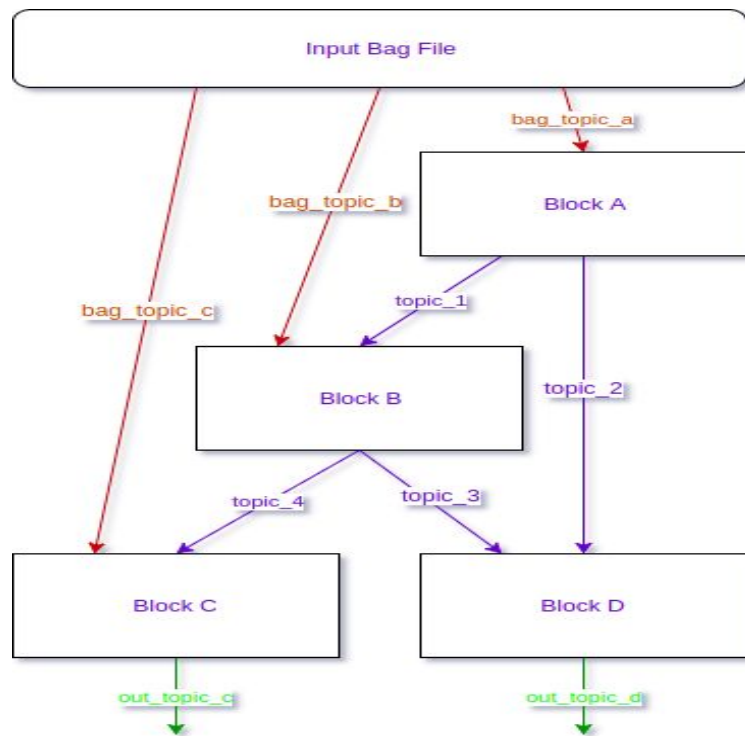 Input Bag File
bag_topic_a
Block A
bag_topic_b
topic_1
bag_topic_c
Block B
topic_2
topic_4
topic_3
Block C
Block D
out_topic_c
out_topic_d